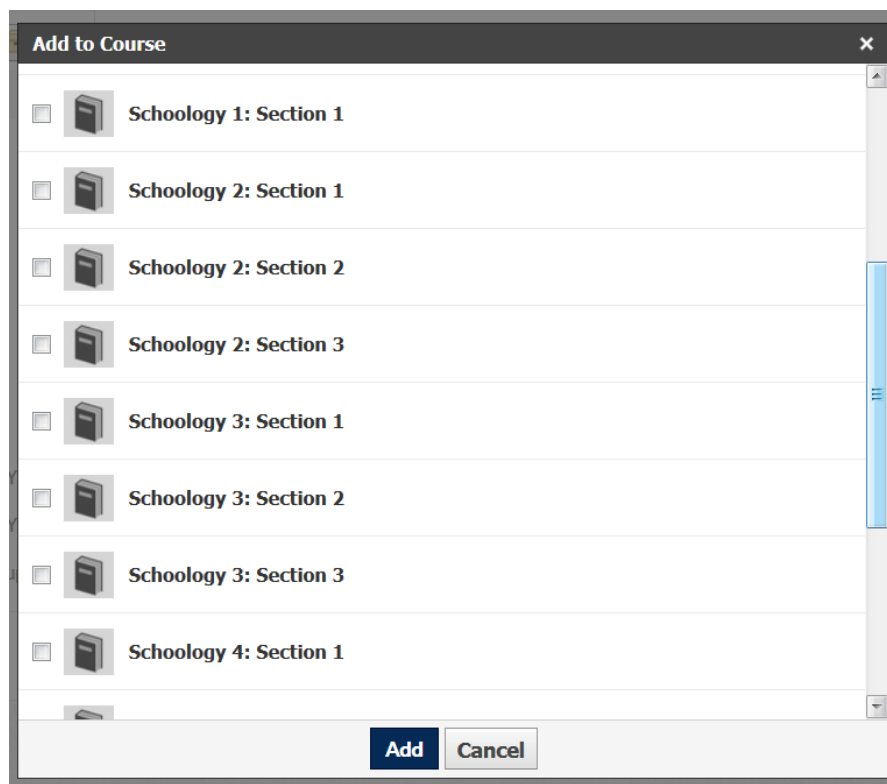 Add to Course ×
Schoology 1: Section 1
Schoology 2: Section 1
Schoology 2: Section 2
Schoology 2: Section 3
Schoology 3: Section 1
Schoology 3: Section 2
Schoology 3: Section 3
Schoology 4: Section 1
Add Cancel